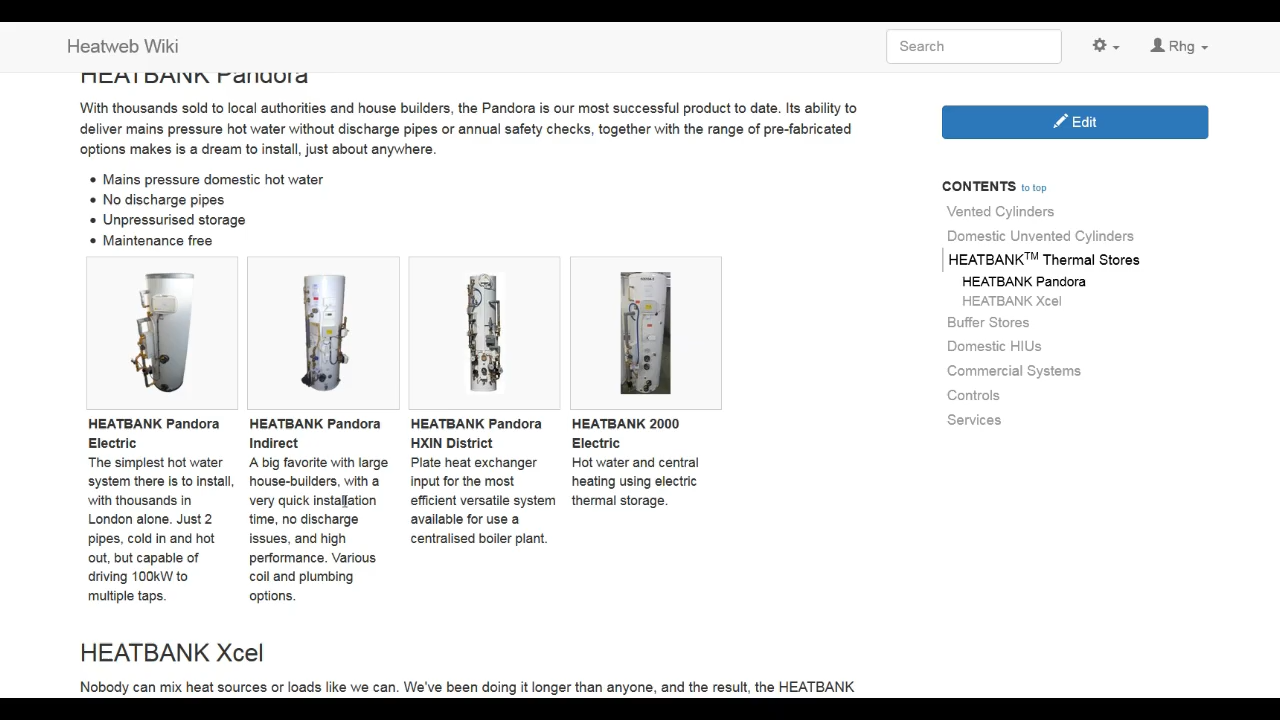 Heatweb Wiki
Search
Rhg
HEATBANK Pandora
With thousands sold to local authorities and house builders, the Pandora is our most successful product to date. Its ability to
deliver mains pressure hot water without discharge pipes or annual safety checks, together with the range of pre-fabricated
options makes is a dream to install, just about anywhere.
Mains pressure domestic hot water
No discharge pipes
Unpressurised storage
Maintenance free
HEATBANK Pandora
Electric
The simplest hot water
system there is to install,
with thousands in
London alone. Just 2
pipes, cold in and hot
out, but capable of
driving 100kW to
multiple taps.
HEATBANK Pandora
Indirect
A big favorite with large
house-builders, with a
very quick installation
time, no discharge
issues, and high
performance. Various
coil and plumbing
options.
HEATBANK Pandora
HXIN District
Plate heat exchanger
input for the most
efficient versatile system
available for use a
centralised boiler plant.
HEATBANK 2000
Electric
Hot water and central
heating using electric
thermal storage.
HEATBANK Xcel
Nobody can mix heat sources or loads like we can. We've been doing it longer than anyone, and the result, the HEATBANK
Edit
CONTENTS to top
Vented Cylinders
Domestic Unvented Cylinders
HEATBANK™ Thermal Stores
HEATBANK Pandora
HEATBANK Xcel
Buffer Stores
Domestic HIUs
Commercial Systems
Controls
Services